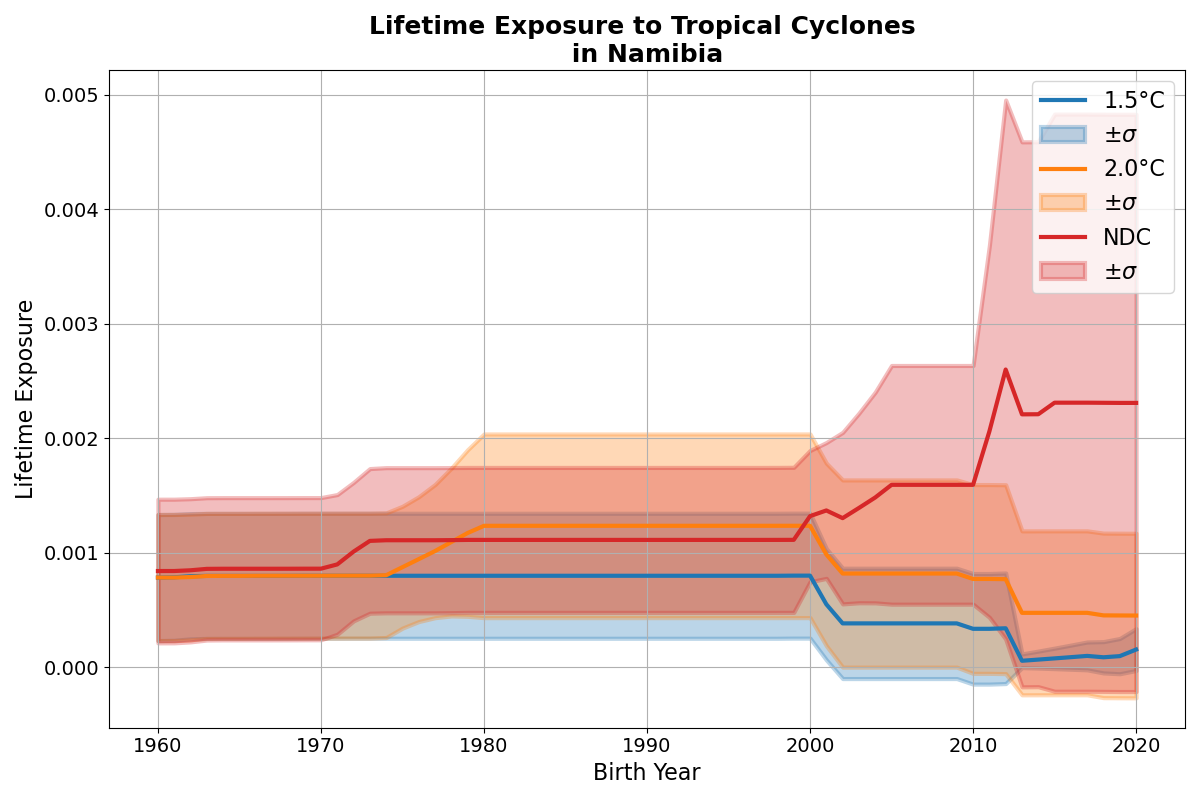 Lifetime Exposure to Tropical Cyclones
in Namibia
1.5°C
±σ
2.0°C
±σ
NDC
±σ
Lifetime Exposure
0.005
0.004
0.003
0.002
0.001
0.000
1960
1970
1980
1990
2000
2010
2020
Birth Year